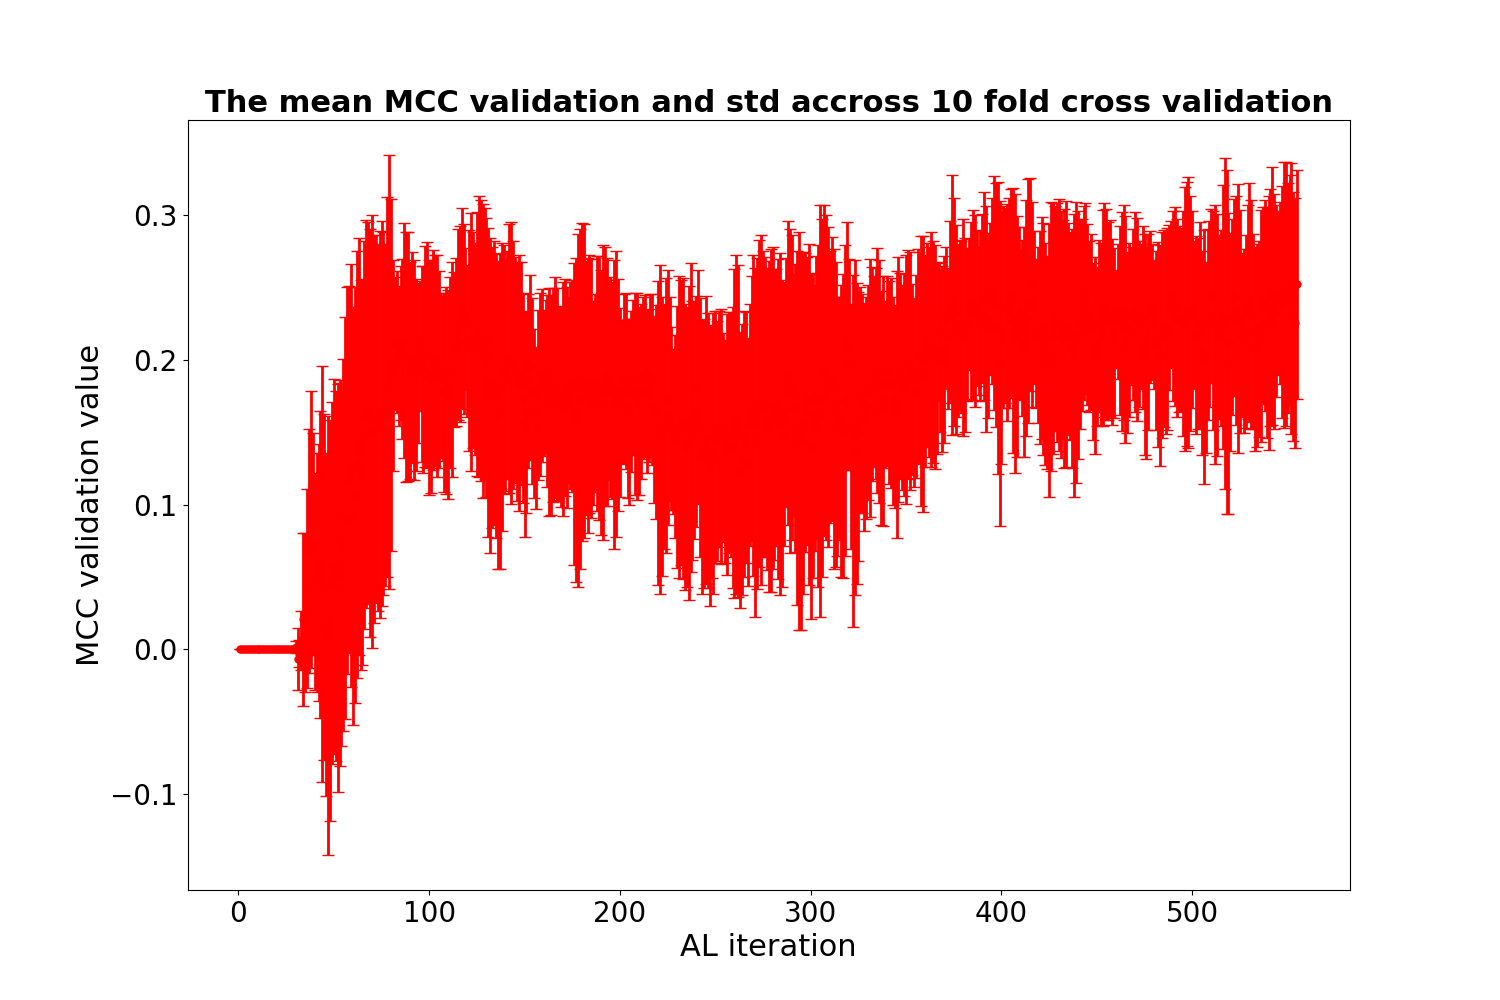 The mean MCC validation and std accross 10 fold cross validation
MCC validation value
0.3
0.2
0.1
0.0
−0.1
0 100 200 300 400 500
AL iteration